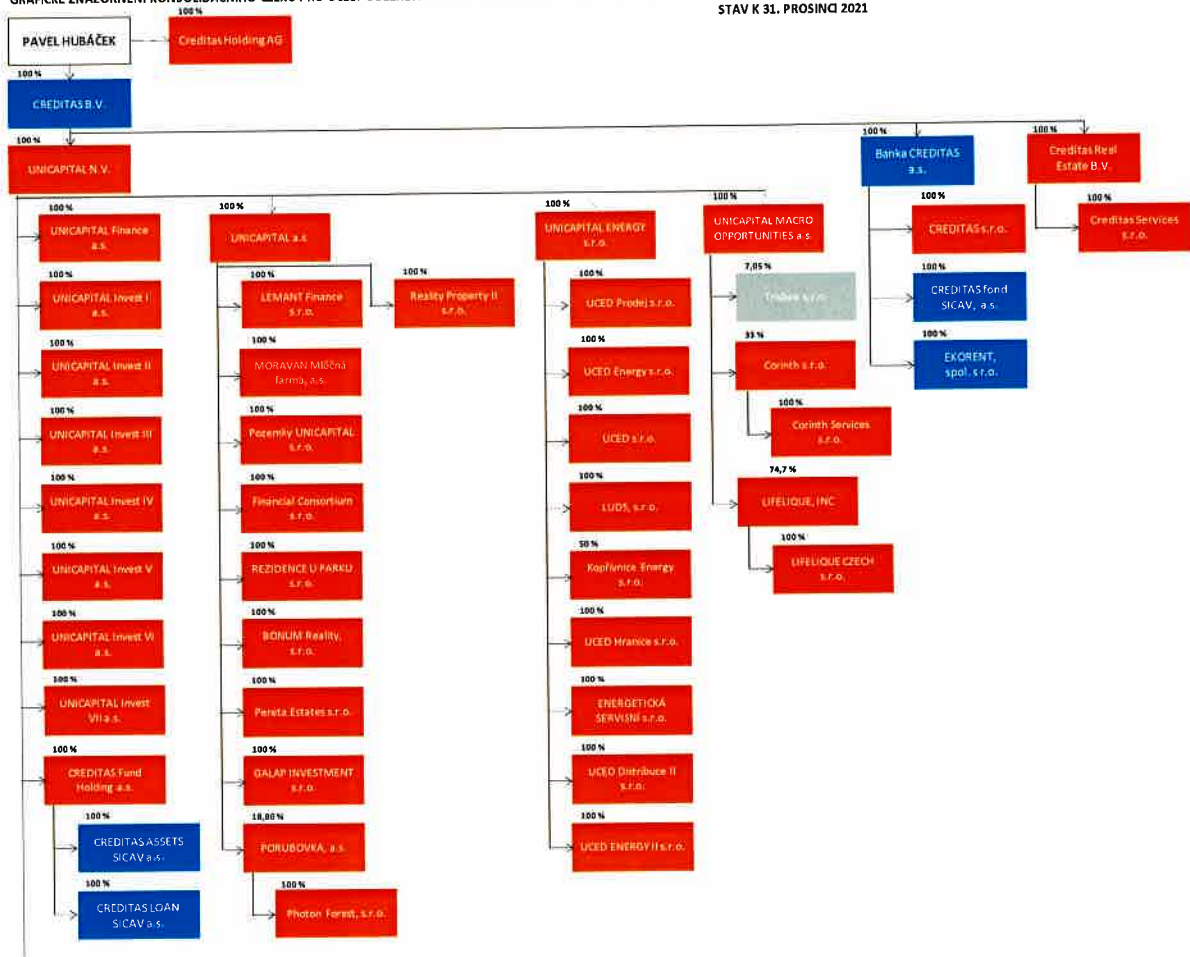 STAV K 31. PROSINCI 2021
PAVEL HUBÁČEK
100 %
Creditas Holding AG
100 %
CREDITAS B.V.
100 %
UNICAPITAL N.V.
100 %
Banka CREDITAS
a.s.
100 %
Creditas Real
Estate B.V.
100 %
CREDITAS s.r.o.
100 %
CREDITAS fond
SICAV, a.s.
100 %
EKORENT,
spol. s r.o.
100 %
Creditas Services
s.r.o.
100 %
UNICAPITAL Finance
a.s.
100 %
UNICAPITAL Invest I
a.s.
100 %
UNICAPITAL Invest II
a.s.
100 %
UNICAPITAL Invest III
a.s.
100 %
UNICAPITAL Invest IV
a.s.
100 %
UNICAPITAL Invest V
a.s.
100 %
UNICAPITAL Invest VI
a.s.
100 %
UNICAPITAL Invest
VII a.s.
100 %
CREDITAS Fund
Holding a.s.
100 %
CREDITAS ASSETS
SICAV a.s.
100 %
CREDITAS LOAN
SICAV a.s.
100 %
UNICAPITAL a.s
100 %
LEMANT Finance
s.r.o.
100 %
Reality Property II
s.r.o.
100 %
MORAVAN Mléčná
farma, a.s.
100 %
Pozemky UNICAPITAL
s.r.o.
100 %
Financial Consortium
s.r.o.
100 %
REZIDENCE U PARKU
s.r.o.
100 %
BONUM Reality,
s.r.o.
100 %
Pereta Estates s.r.o.
100 %
GALAP INVESTMENT
s.r.o.
18,80 %
PORUBOVKA, a.s.
100 %
Photon Forest, s.r.o.
100 %
UNICAPITAL ENERGY
s.r.o.
100 %
UCED Prodej s.r.o.
100 %
UCED Energy s.r.o.
100 %
UCED s.r.o.
100 %
LUDS, s.r.o.
50 %
Kopřivnice Energy
s.r.o.
100 %
UCED Hranice s.r.o.
100 %
ENERGETICKÁ
SERVISNÍ s.r.o.
100 %
UCED Distribuce II
s.r.o.
100 %
UCED ENERGY II s.r.o.
100 %
UNICAPITAL MACRO
OPPORTUNITIES a.s.
7,05 %
s.r.o.
33 %
Corinth s.r.o.
100 %
Corinth Services
s.r.o.
74,7 %
LIFELIQUE, INC
100 %
LIFELIQUE CZECH
s.r.o.